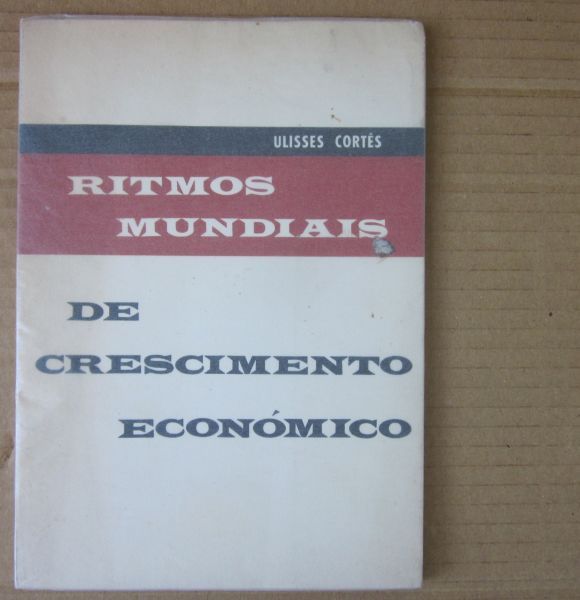 ULISSES CORTÊS
RITMOS
MUNDIAIS
DE
CRESCIMENTO
ECONÓMICO